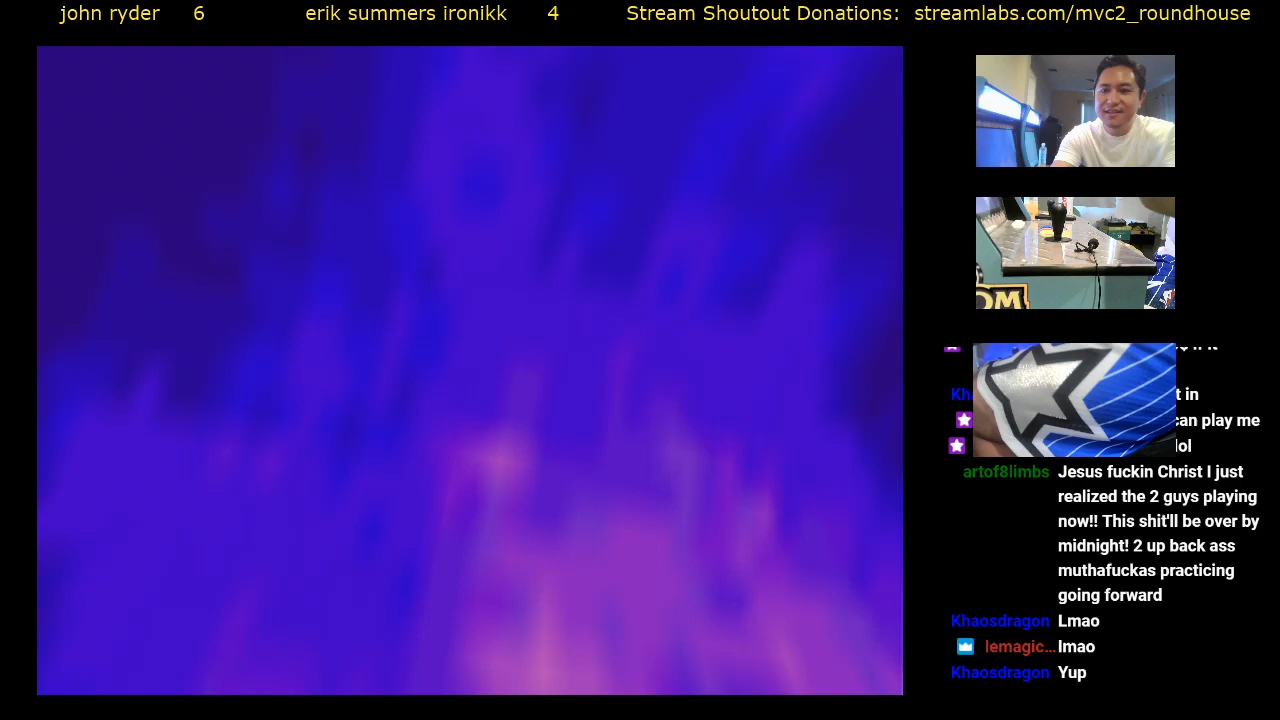 john ryder 6 erik summers ironikk 4 Stream Shoutout Donations: streamlabs.com/mvc2_roundhouse
OM
t in
can play me
lol
artof8limbs Jesus fuckin Christ I just
realized the 2 guys playing
now!! This shit'll be over by
midnight! 2 up back ass
muthafuckas practicing
going forward
Khaosdragon Lmao
lemagic... lmao
Khaosdragon Yup